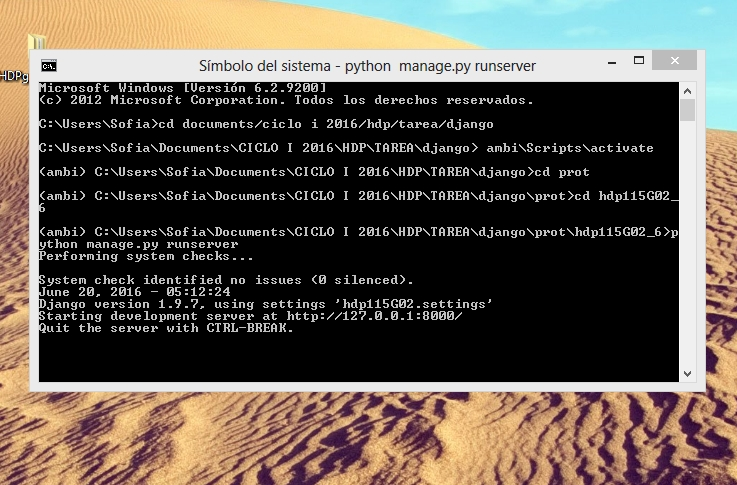 HDPg
Símbolo del sistema - python  manage.py runserver
Microsoft Windows [Versión 6.2.9200]
(c) 2012 Microsoft Corporation. Todos los derechos reservados.
C:\Users\Sofia>cd documents/ciclo i 2016/hdp/tarea/django
C:\Users\Sofia\Documents\CICLO I 2016\HDP\TAREA\django> ambi\Scripts\activate
(ambi) C:\Users\Sofia\Documents\CICLO I 2016\HDP\TAREA\django>cd prot
(ambi) C:\Users\Sofia\Documents\CICLO I 2016\HDP\TAREA\django\prot>cd hdp115G02_
6
(ambi) C:\Users\Sofia\Documents\CICLO I 2016\HDP\TAREA\django\prot\hdp115G02_6>p
ython manage.py runserver
Performing system checks...
System check identified no issues (0 silenced).
June 20, 2016 - 05:12:24
Django version 1.9.7, using settings 'hdp115G02.settings'
Starting development server at http://127.0.0.1:8000/
Quit the server with CTRL-BREAK.